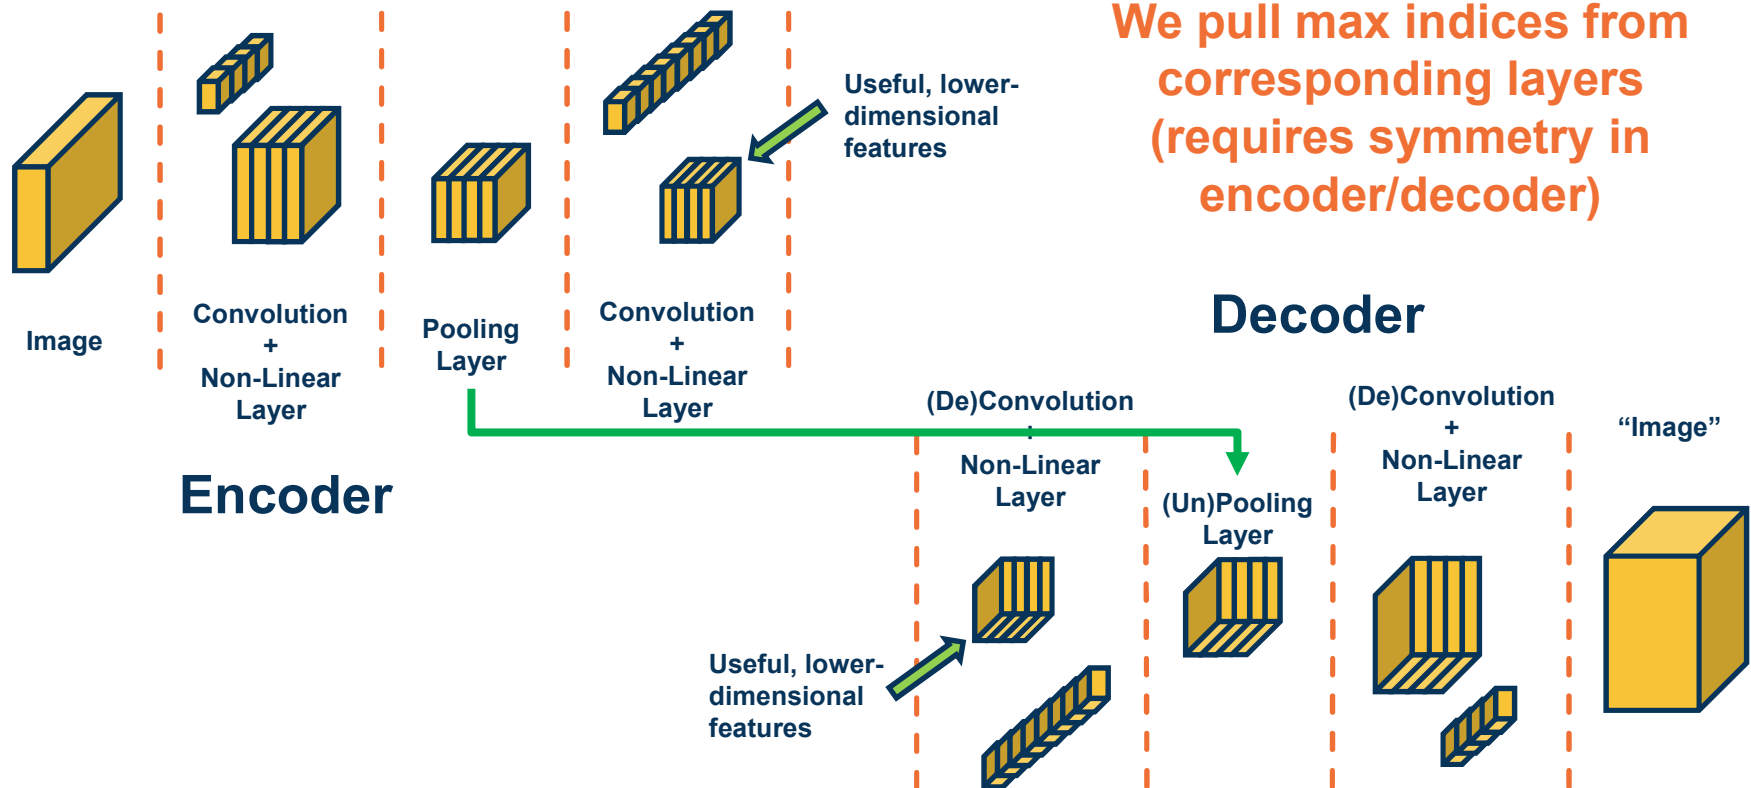 We pull max indices from
corresponding layers
(requires symmetry in
encoder/decoder)
Useful, lower-
dimensional
features
Image
Convolution
+
Non-Linear
Layer
Pooling
Layer
Convolution
+
Non-Linear
Layer
Decoder
Encoder
(De)Convolution
+
Non-Linear
Layer
(Un)Pooling
Layer
(De)Convolution
+
Non-Linear
Layer
“Image”
Useful, lower-
dimensional
features